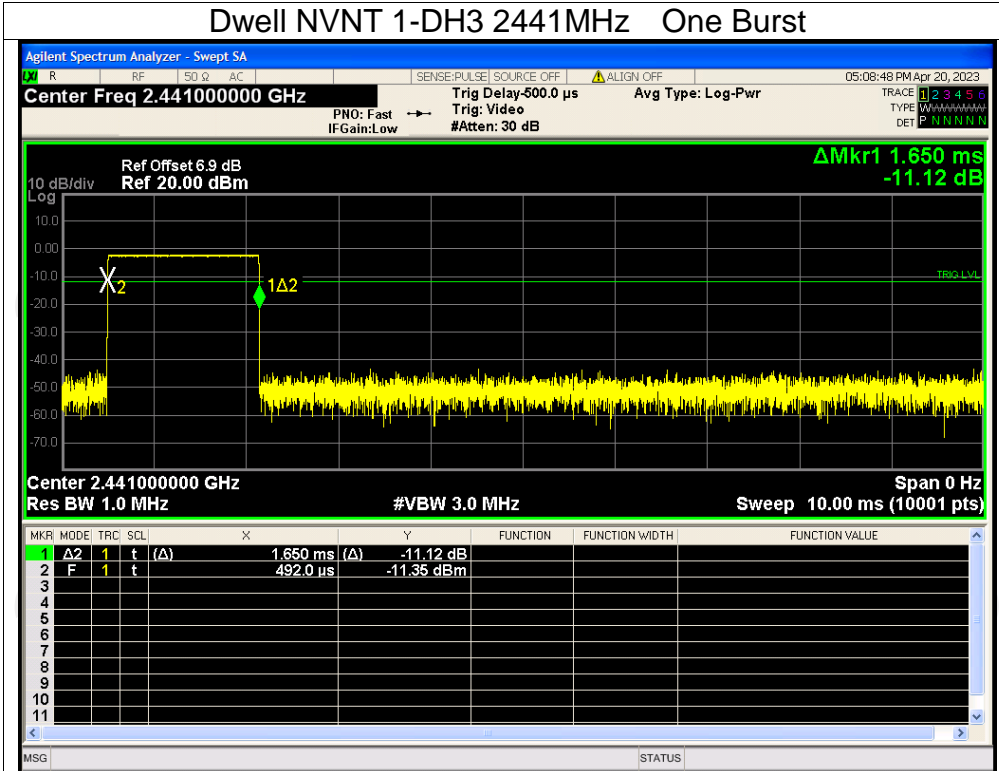 Dwell NVNT 1-DH3 2441MHz One Burst
Agilent Spectrum Analyzer - Swept SA
LXI R RF 50 Ω AC SENSE:PULSE SOURCE OFF ALIGN OFF 05:08:48 PM Apr 20, 2023
Center Freq 2.441000000 GHz Trig Delay-500.0 µs Avg Type: Log-Pwr TRACE 1 2 3 4 5 6
PNO: Fast Trig: Video TYPE WWWWWW
IFGain:Low #Atten: 30 dB DET P N N N N N
ΔMkr1 1.650 ms
-11.12 dB
Ref Offset 6.9 dB
10 dB/div Ref 20.00 dBm
Log
10.0
0.00
-10.0
TRIG LVL
2
1Δ2
-20.0
-30.0
-40.0
-50.0
-60.0
-70.0
Center 2.441000000 GHz Span 0 Hz
Res BW 1.0 MHz #VBW 3.0 MHz Sweep 10.00 ms (10001 pts)
MKR MODE TRC SCL X Y FUNCTION FUNCTION WIDTH FUNCTION VALUE
1 Δ2 1 t (Δ) 1.650 ms (Δ) -11.12 dB
2 F 1 t 492.0 µs -11.35 dBm
3
4
5
6
7
8
9
10
11
MSG STATUS